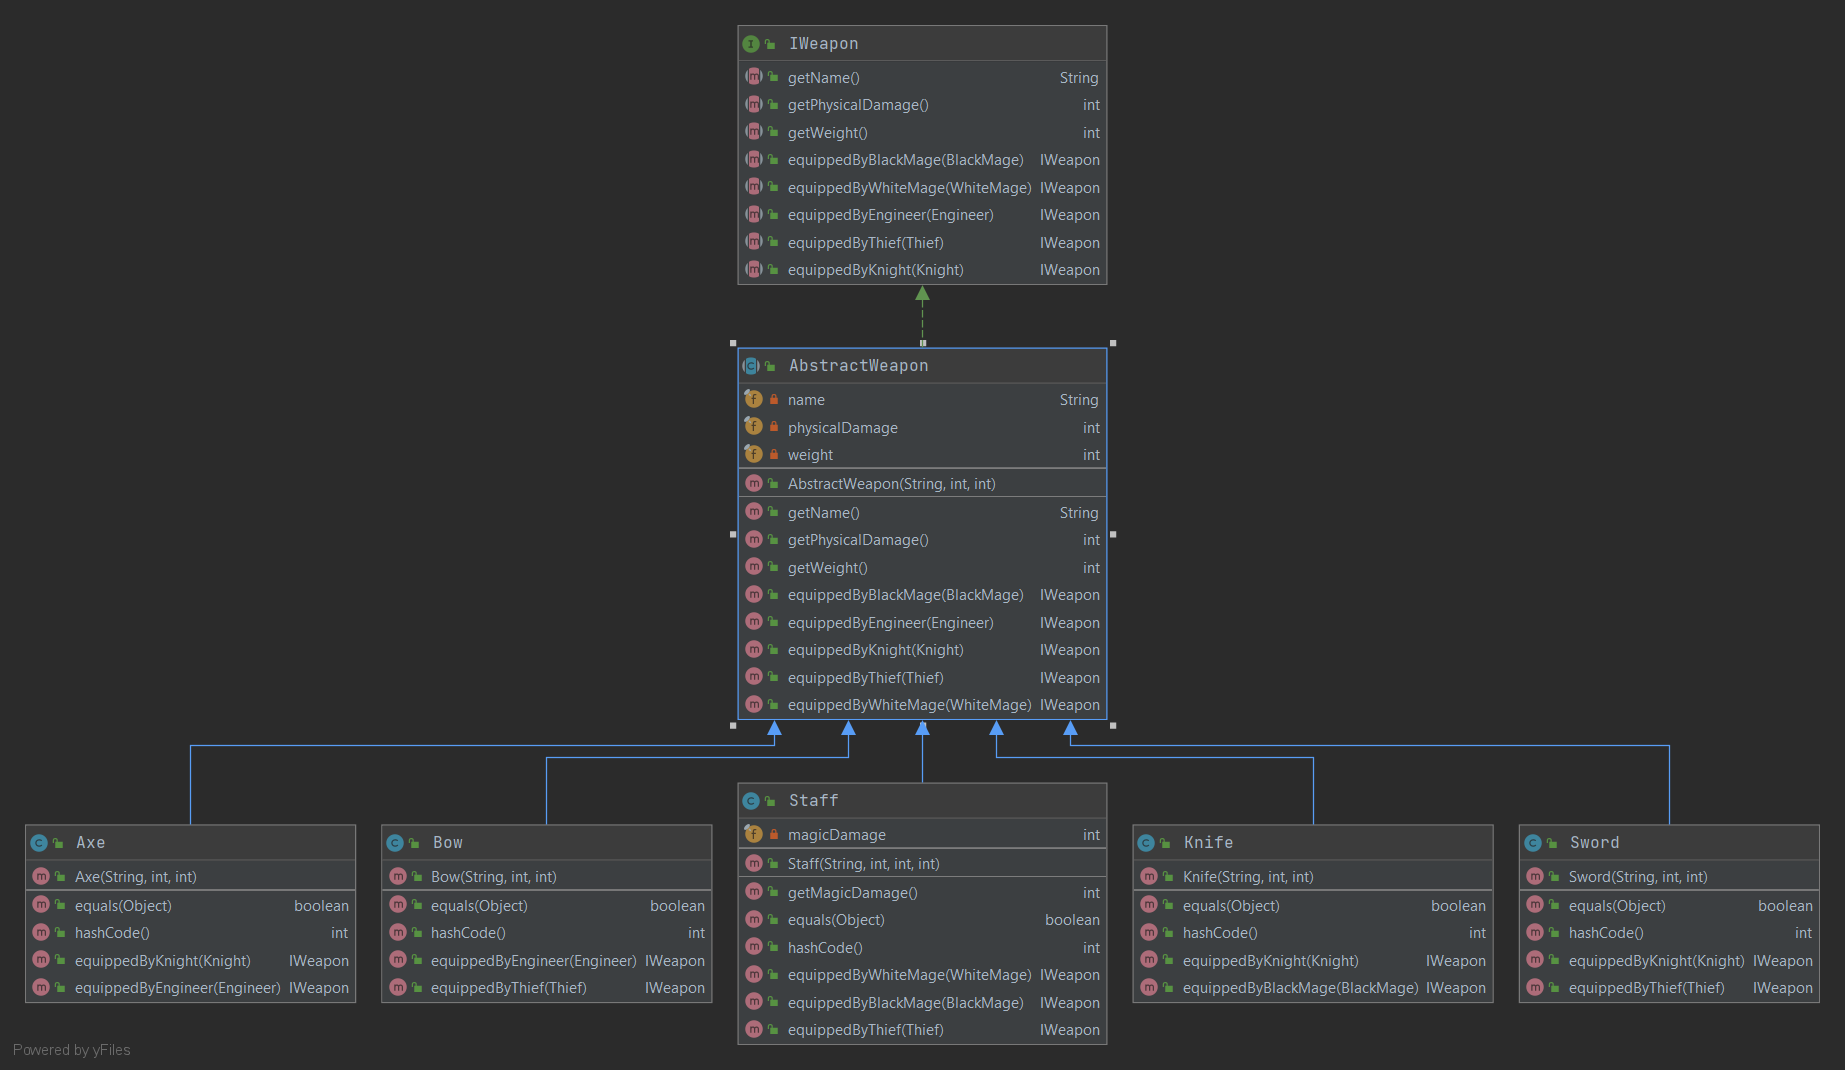 IWeapon
getName() String
getPhysicalDamage() int
getWeight() int
equippedByBlackMage(BlackMage) IWeapon
equippedByWhiteMage(WhiteMage) IWeapon
equippedByEngineer(Engineer) IWeapon
equippedByThief(Thief) IWeapon
equippedByKnight(Knight) IWeapon
AbstractWeapon
name String
physicalDamage int
weight int
AbstractWeapon(String, int, int)
getName() String
getPhysicalDamage() int
getWeight() int
equippedByBlackMage(BlackMage) IWeapon
equippedByEngineer(Engineer) IWeapon
equippedByKnight(Knight) IWeapon
equippedByThief(Thief) IWeapon
equippedByWhiteMage(WhiteMage) IWeapon
Axe
Axe(String, int, int)
equals(Object) boolean
hashCode() int
equippedByKnight(Knight) IWeapon
equippedByEngineer(Engineer) IWeapon
Bow
Bow(String, int, int)
equals(Object) boolean
hashCode() int
equippedByEngineer(Engineer) IWeapon
equippedByThief(Thief) IWeapon
Staff
magicDamage int
Staff(String, int, int, int)
getMagicDamage() int
equals(Object) boolean
hashCode() int
equippedByWhiteMage(WhiteMage) IWeapon
equippedByBlackMage(BlackMage) IWeapon
equippedByThief(Thief) IWeapon
Knife
Knife(String, int, int)
equals(Object) boolean
hashCode() int
equippedByKnight(Knight) IWeapon
equippedByBlackMage(BlackMage) IWeapon
Sword
Sword(String, int, int)
equals(Object) boolean
hashCode() int
equippedByKnight(Knight) IWeapon
equippedByThief(Thief) IWeapon
Powered by yFiles